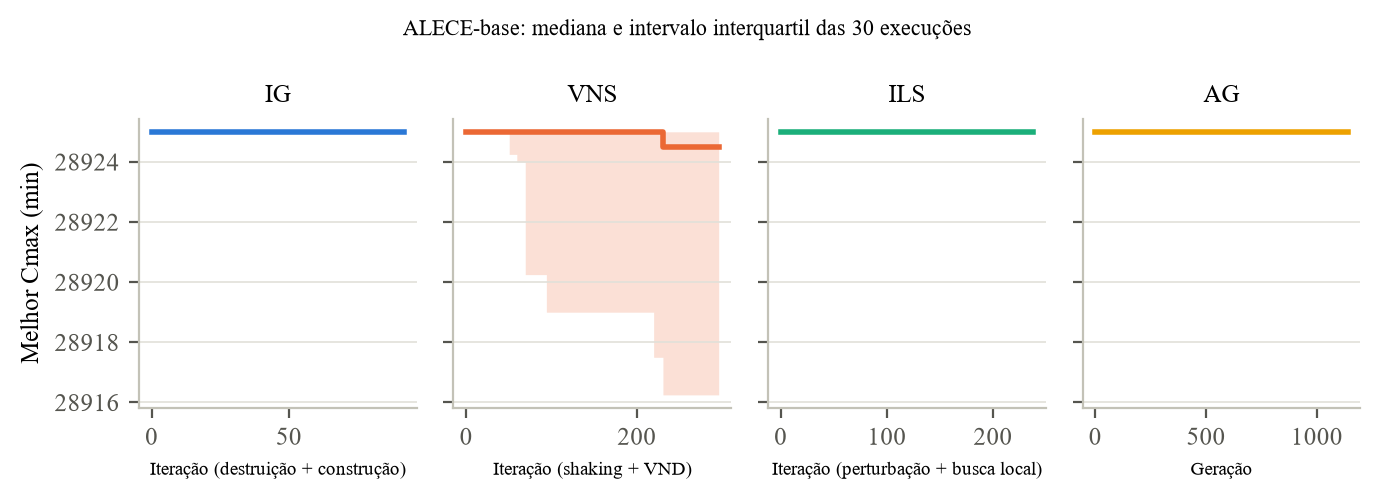 ALECE-base: mediana e intervalo interquartil das 30 execuções
IG
VNS
ILS
AG
Melhor Cmax (min)
28924
28922
28920
28918
28916
0 50
0 200
0 100 200
0 500 1000
Iteração (destruição + construção)
Iteração (shaking + VND)
Iteração (perturbação + busca local)
Geração